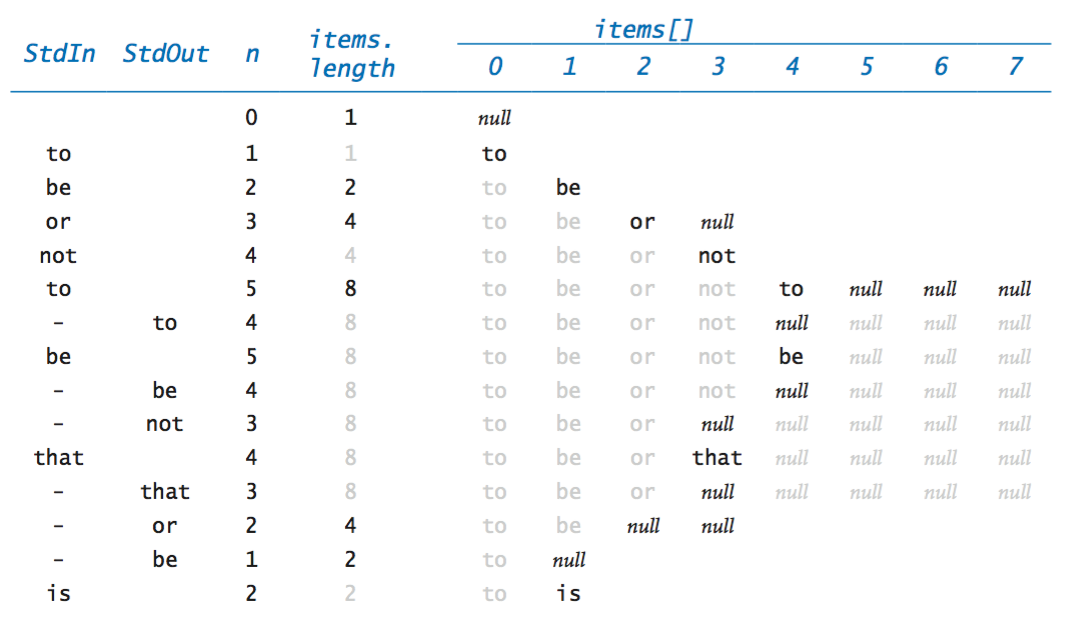 StdIn StdOut n items. length items[]
0 1 2 3 4 5 6 7
0 1 null
to 1 1 to
be 2 2 to be
or 3 4 to be or null
not 4 4 to be or not
to 5 8 to be or not to null null null
– to 4 8 to be or not null null null null
be 5 8 to be or not be null null null
– be 4 8 to be or not null null null null
– not 3 8 to be or null null null null null
that 4 8 to be or that null null null null
– that 3 8 to be or null null null null null
– or 2 4 to be null null
– be 1 2 to null
is 2 2 to is